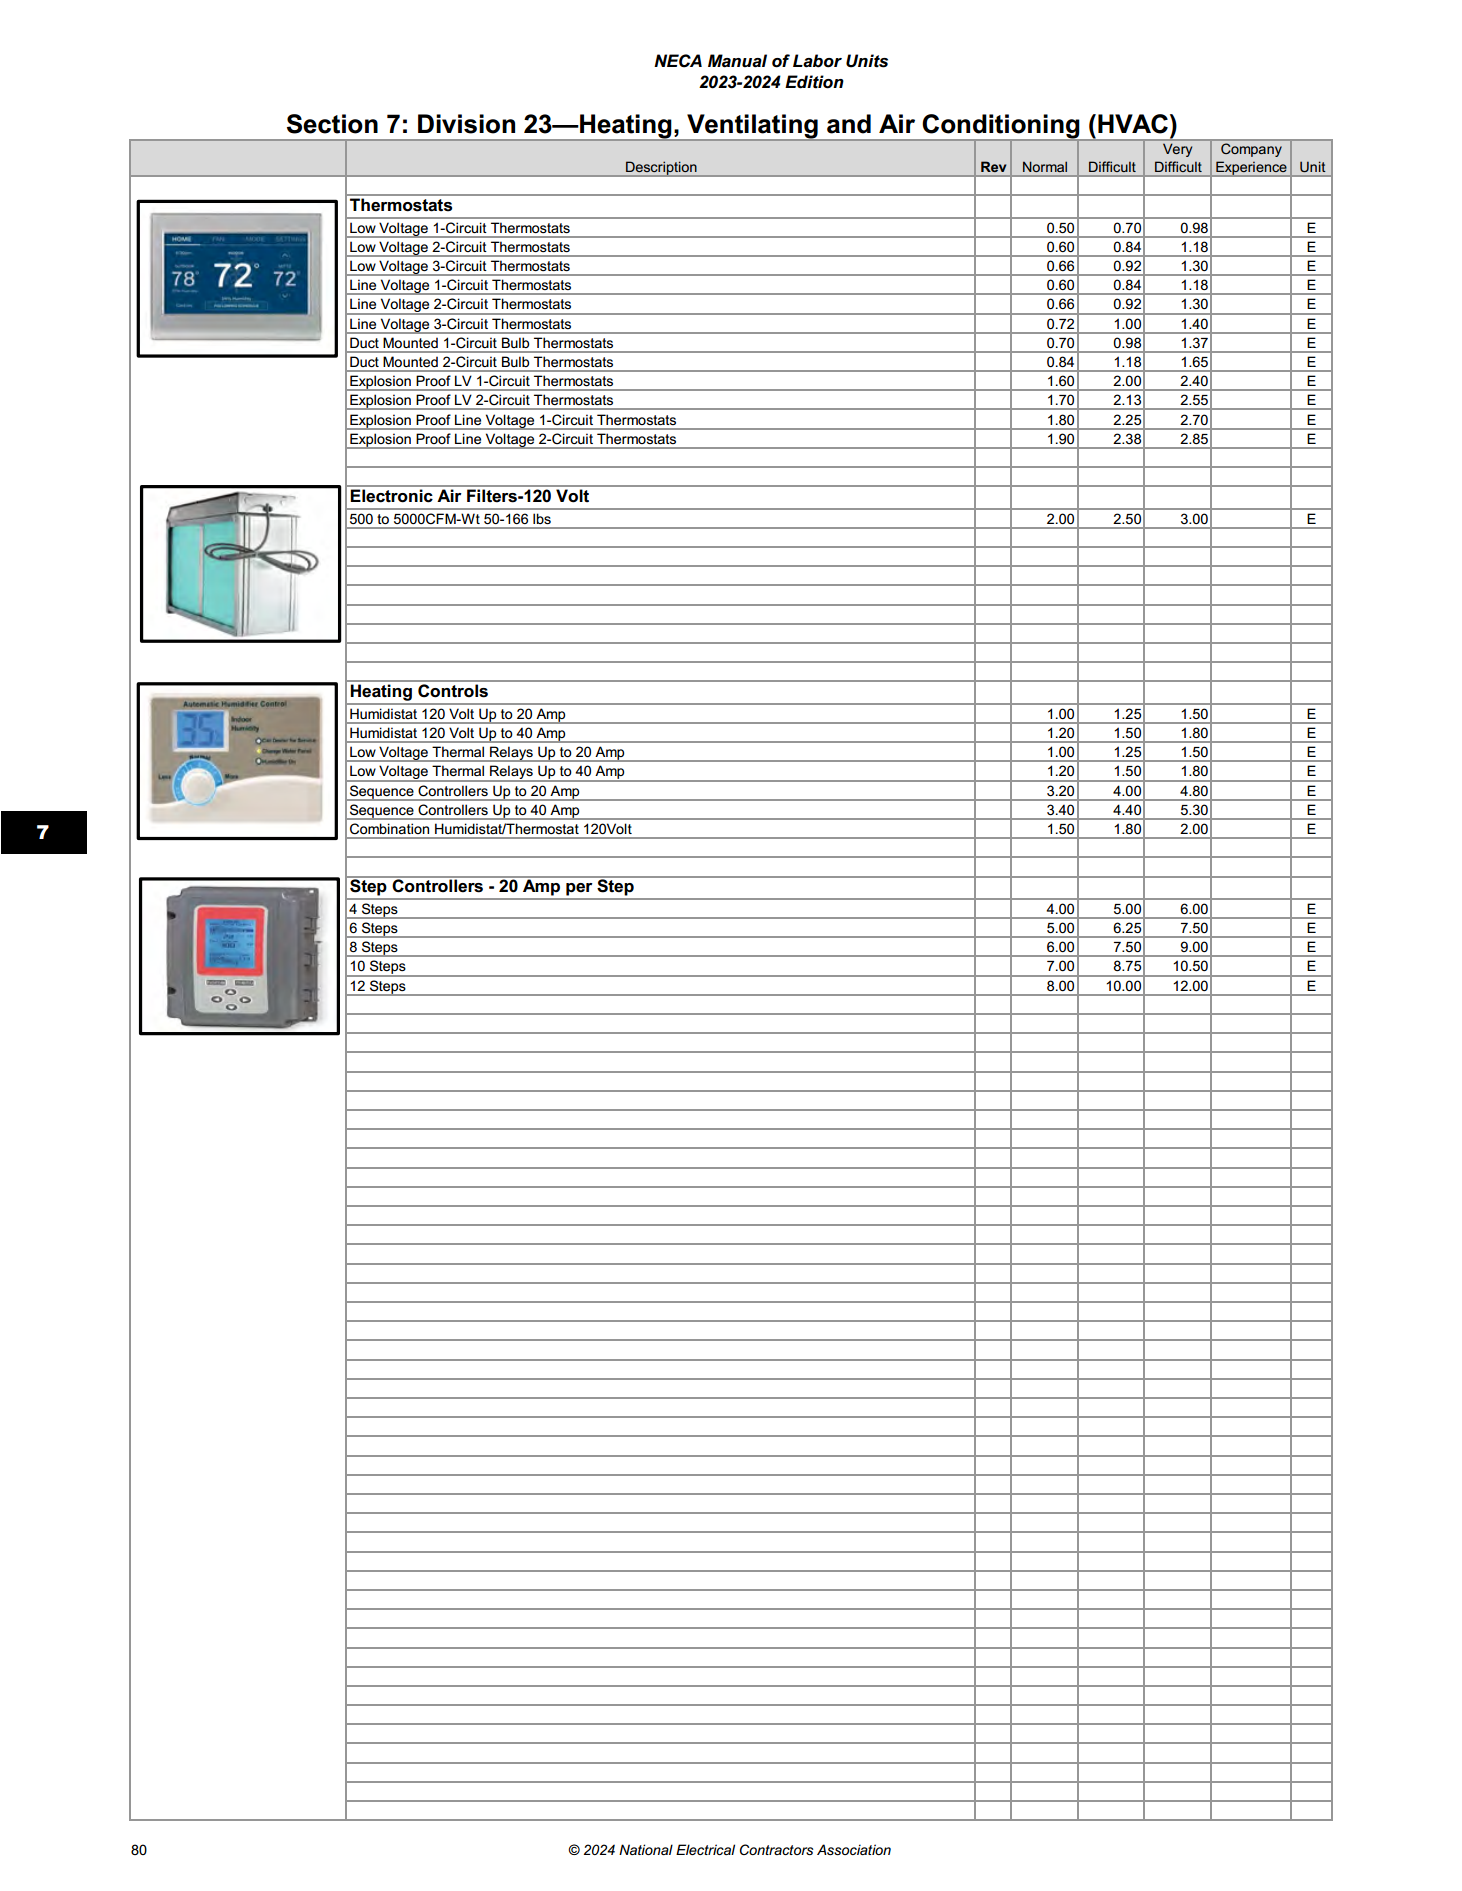 NECA Manual of Labor Units
2023-2024 Edition
Section 7: Division 23—Heating, Ventilating and Air Conditioning (HVAC)
Description Rev Normal Difficult Very Difficult Company Experience Unit
Thermostats
Low Voltage 1-Circuit Thermostats 0.50 0.70 0.98 E
Low Voltage 2-Circuit Thermostats 0.60 0.84 1.18 E
Low Voltage 3-Circuit Thermostats 0.66 0.92 1.30 E
Line Voltage 1-Circuit Thermostats 0.60 0.84 1.18 E
Line Voltage 2-Circuit Thermostats 0.66 0.92 1.30 E
Line Voltage 3-Circuit Thermostats 0.72 1.00 1.40 E
Duct Mounted 1-Circuit Bulb Thermostats 0.70 0.98 1.37 E
Duct Mounted 2-Circuit Bulb Thermostats 0.84 1.18 1.65 E
Explosion Proof LV 1-Circuit Thermostats 1.60 2.00 2.40 E
Explosion Proof LV 2-Circuit Thermostats 1.70 2.13 2.55 E
Explosion Proof Line Voltage 1-Circuit Thermostats 1.80 2.25 2.70 E
Explosion Proof Line Voltage 2-Circuit Thermostats 1.90 2.38 2.85 E
HOME FAN MODE SETTINGS
78° 72° 72°
Electronic Air Filters-120 Volt
500 to 5000CFM-Wt 50-166 lbs 2.00 2.50 3.00 E
Heating Controls
Humidistat 120 Volt Up to 20 Amp 1.00 1.25 1.50 E
Humidistat 120 Volt Up to 40 Amp 1.20 1.50 1.80 E
Low Voltage Thermal Relays Up to 20 Amp 1.00 1.25 1.50 E
Low Voltage Thermal Relays Up to 40 Amp 1.20 1.50 1.80 E
Sequence Controllers Up to 20 Amp 3.20 4.00 4.80 E
Sequence Controllers Up to 40 Amp 3.40 4.40 5.30 E
Combination Humidistat/Thermostat 120Volt 1.50 1.80 2.00 E
Automatic Humidifier Control
35
Indoor
Humidity
Change Water Panel
Humidifier On
Less More
7
Step Controllers - 20 Amp per Step
4 Steps 4.00 5.00 6.00 E
6 Steps 5.00 6.25 7.50 E
8 Steps 6.00 7.50 9.00 E
10 Steps 7.00 8.75 10.50 E
12 Steps 8.00 10.00 12.00 E
80
© 2024 National Electrical Contractors Association